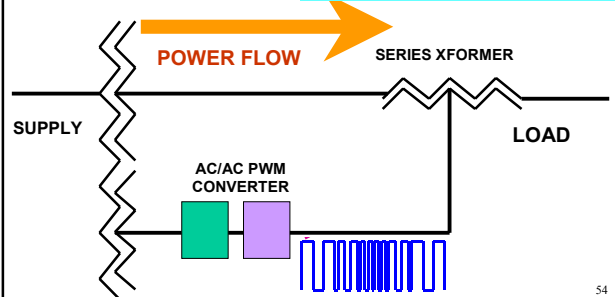 POWER FLOW
SERIES XFORMER
SUPPLY
LOAD
AC/AC PWM
CONVERTER
54